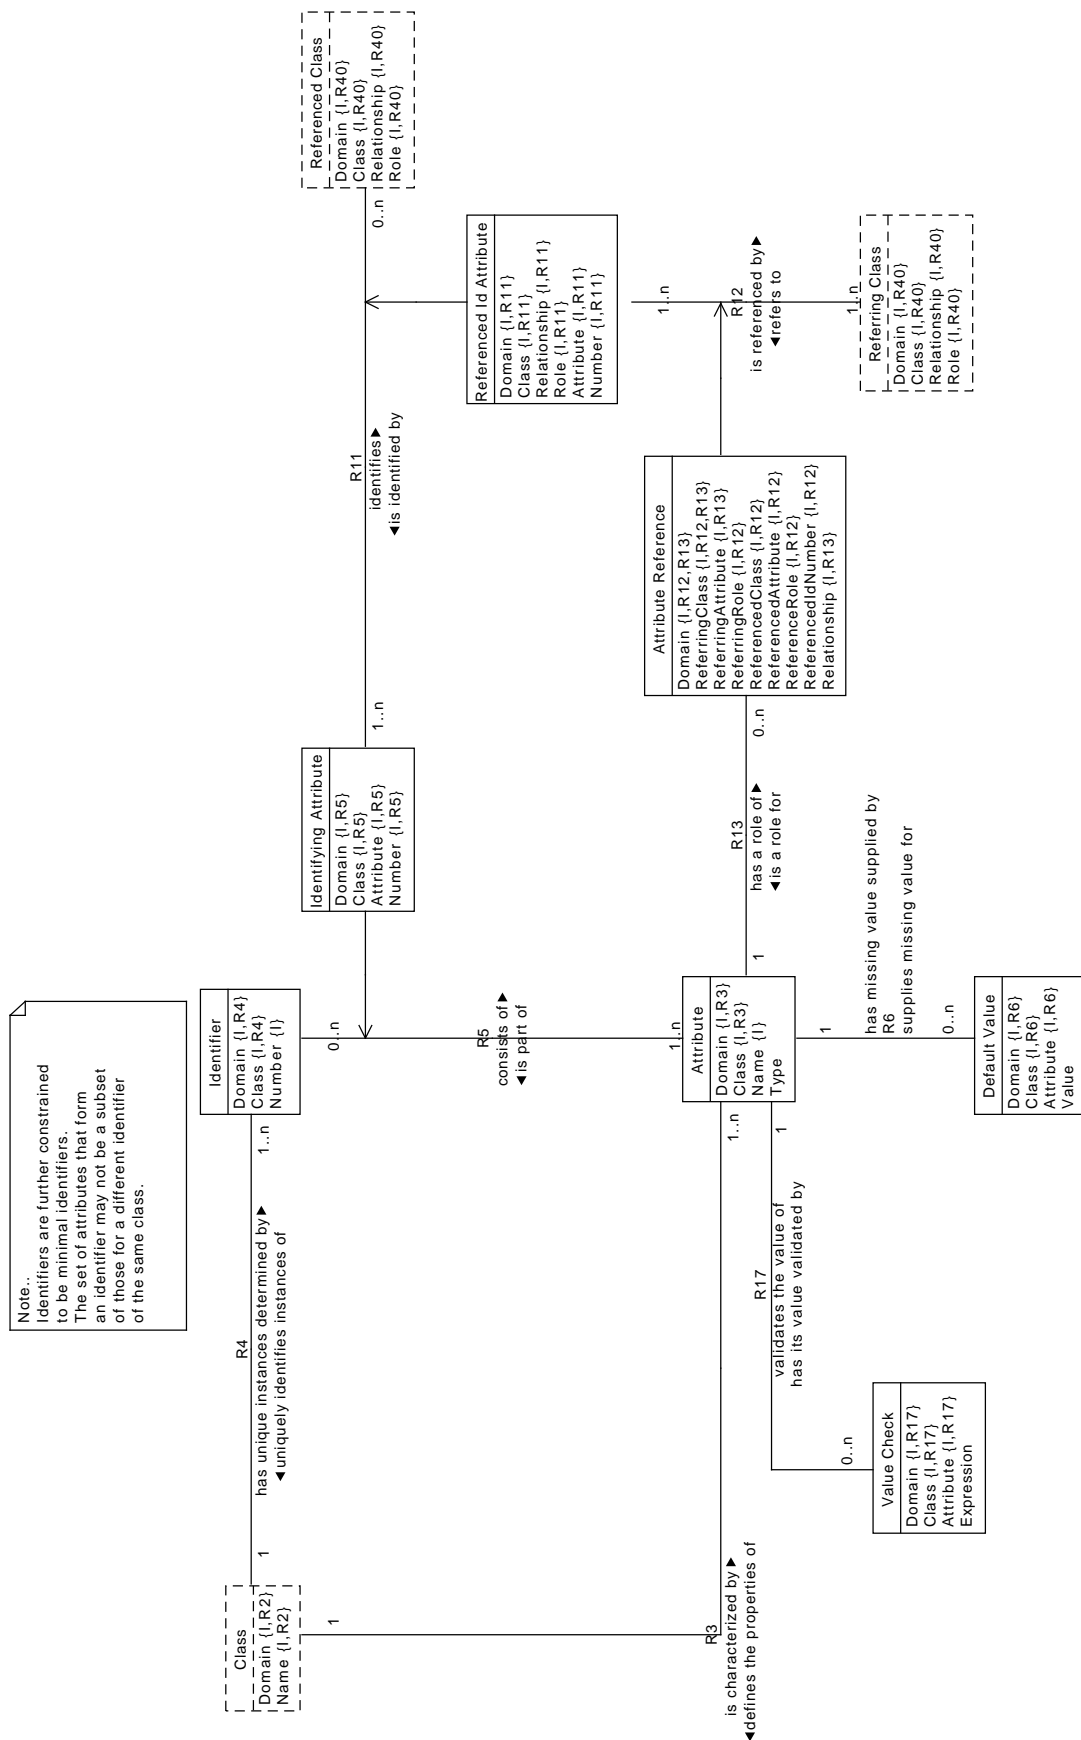 Note..
Identifiers are further constrained
to be minimal identifiers.
The set of attributes that form
an identifier may not be a subset
of those for a different identifier
of the same class.
Class
Domain {I,R2}
Name {I,R2}
1
R4
has unique instances determined by ►
◄ uniquely identifies instances of
1..n
Identifier
Domain {I,R4}
Class {I,R4}
Number {I}
0..n
R5
consists of ►
◄ is part of
1..n
Identifying Attribute
Domain {I,R5}
Class {I,R5}
Attribute {I,R5}
Number {I,R5}
1..n
R11
identifies ►
◄ is identified by
0..n
Referenced Class
Domain {I,R40}
Class {I,R40}
Relationship {I,R40}
Role {I,R40}
Referenced Id Attribute
Domain {I,R11}
Class {I,R11}
Relationship {I,R11}
Role {I,R11}
Attribute {I,R11}
Number {I,R11}
1..n
R12
is referenced by ►
◄ refers to
1..n
Referring Class
Domain {I,R40}
Class {I,R40}
Relationship {I,R40}
Role {I,R40}
Attribute Reference
Domain {I,R12,R13}
ReferringClass {I,R12,R13}
ReferringAttribute {I,R13}
ReferringRole {I,R12}
ReferencedClass {I,R12}
ReferencedAttribute {I,R12}
ReferenceRole {I,R12}
ReferencedIdNumber {I,R12}
Relationship {I,R13}
0..n
R13
has a role of ►
◄ is a role for
1
Attribute
Domain {I,R3}
Class {I,R3}
Name {I}
Type
1
R3
is characterized by ►
◄ defines the properties of
1..n
1
R17
validates the value of
has its value validated by
0..n
Value Check
Domain {I,R17}
Class {I,R17}
Attribute {I,R17}
Expression
1
has missing value supplied by
R6
supplies missing value for
0..n
Default Value
Domain {I,R6}
Class {I,R6}
Attribute {I,R6}
Value